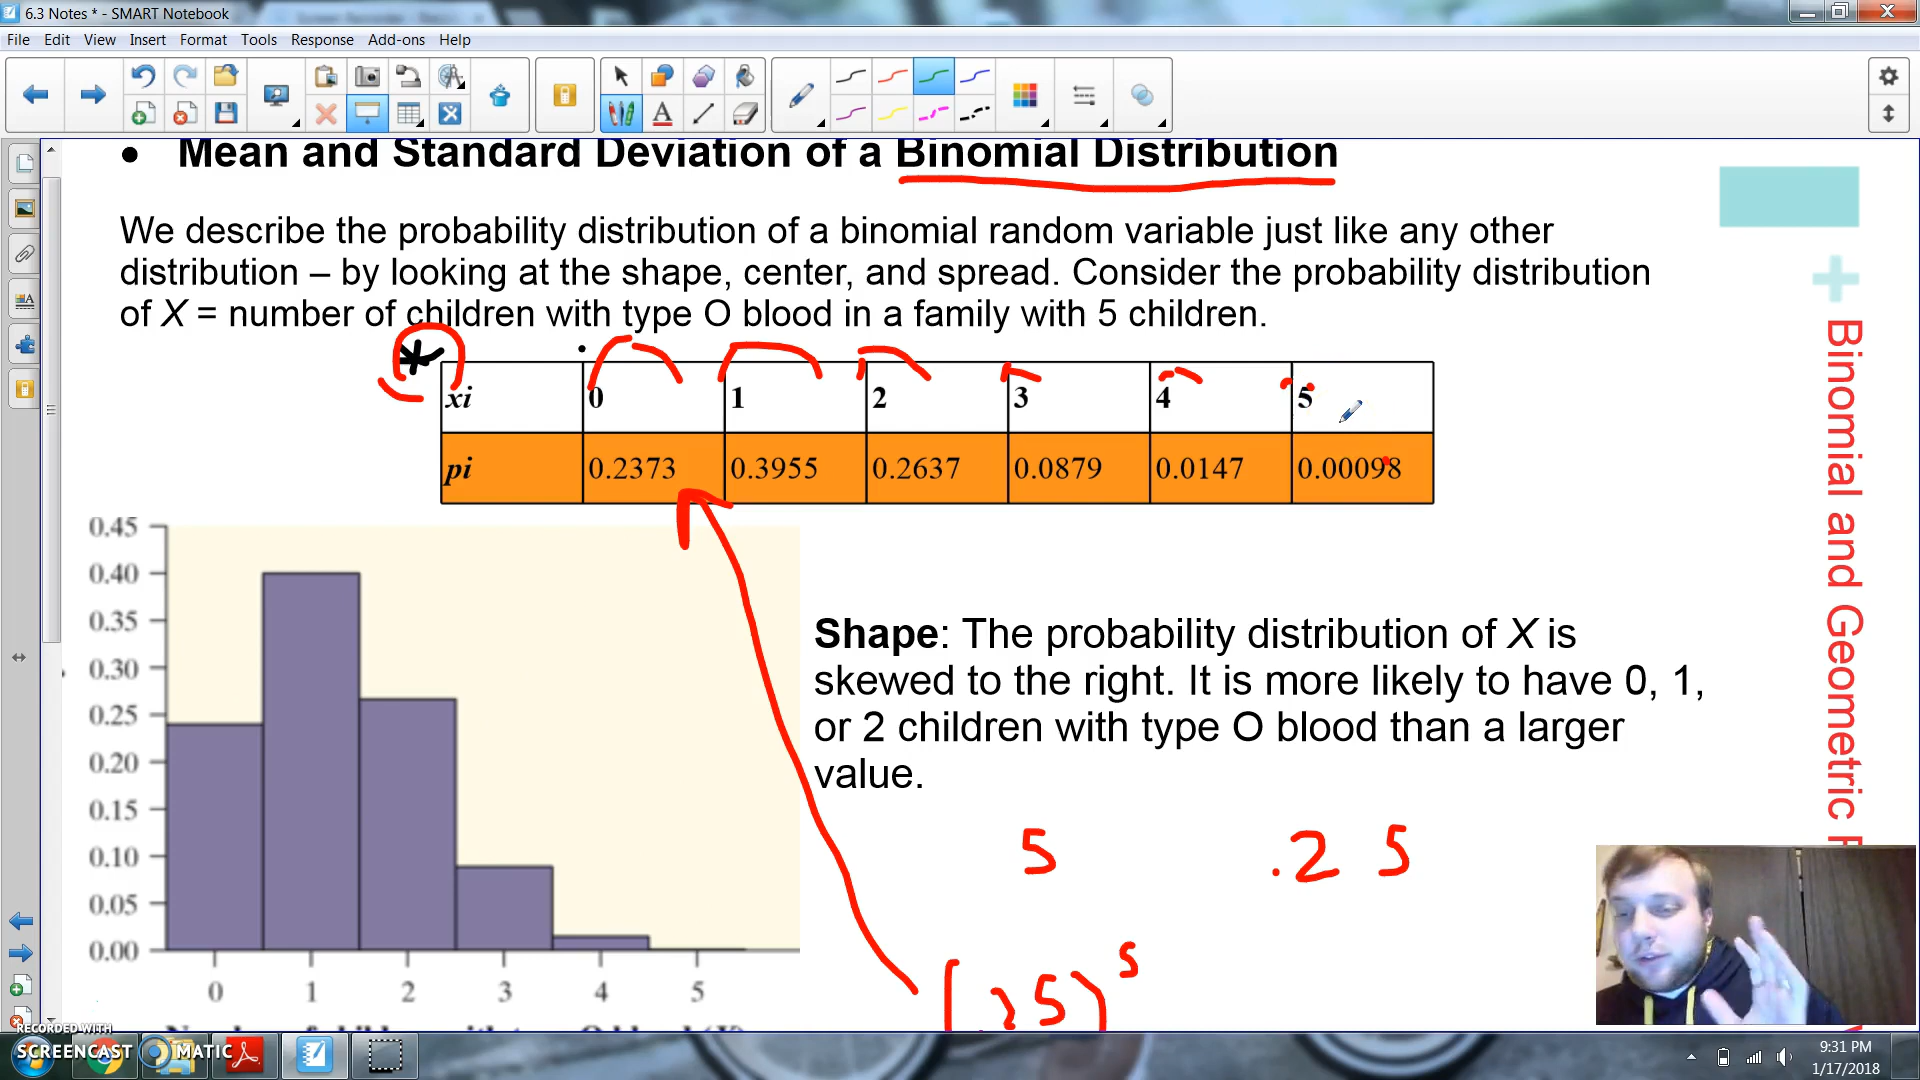 6.3 Notes * - SMART Notebook
File Edit View Insert Format Tools Response Add-ons Help
• Mean and Standard Deviation of a Binomial Distribution
We describe the probability distribution of a binomial random variable just like any other
distribution – by looking at the shape, center, and spread. Consider the probability distribution
of X = number of children with type O blood in a family with 5 children.
xi 0 1 2 3 4 5
pi 0.2373 0.3955 0.2637 0.0879 0.0147 0.00098
0.45
0.40
0.35
0.30
0.25
0.20
0.15
0.10
0.05
0.00
0 1 2 3 4 5
Shape: The probability distribution of X is
skewed to the right. It is more likely to have 0, 1,
or 2 children with type O blood than a larger
value.
5 .25
Binomial and Geometric
RECORDED WITH
SCREENCAST MATIC
9:31 PM
1/17/2018